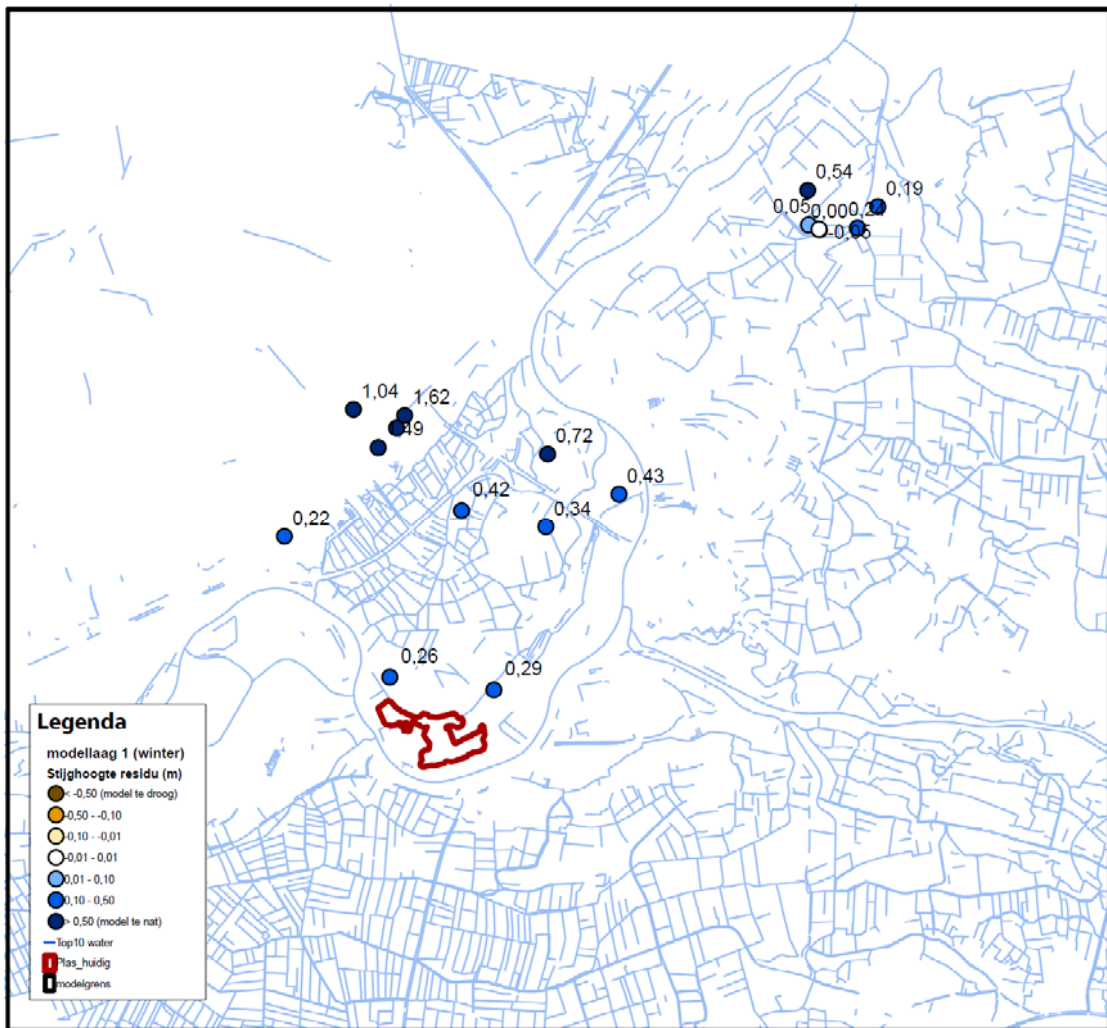 0,54
0,19
0,05
0,00
0,24
-0,05
1,04
1,62
,49
0,72
0,43
0,42
0,34
0,22
0,26
0,29
Legenda
modellaag 1 (winter)
Stijghoogte residu (m)
< -0,50 (model te droog)
-0,50 - -0,10
-0,10 - -0,01
-0,01 - 0,01
0,01 - 0,10
0,10 - 0,50
> 0,50 (model te nat)
Top10 water
Plas_huidig
modelgrens